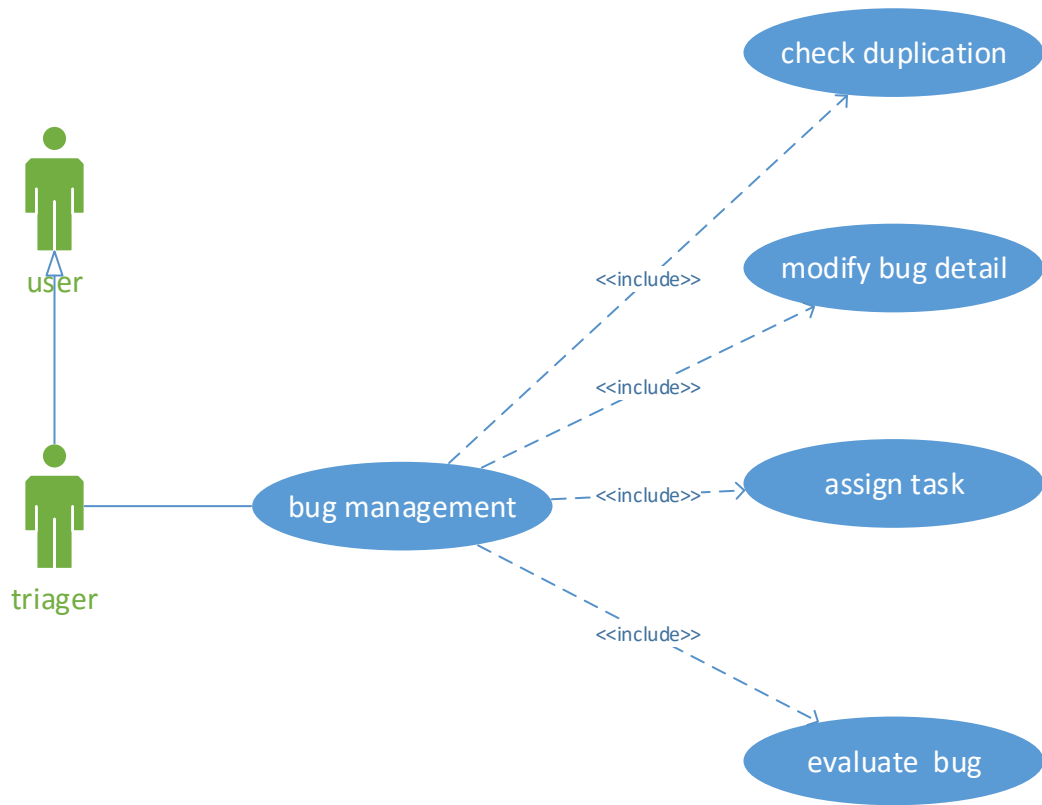 check duplication
user
<<include>>
modify bug detail
<<include>>
triager
bug management
<<include>>
assign task
<<include>>
evaluate  bug